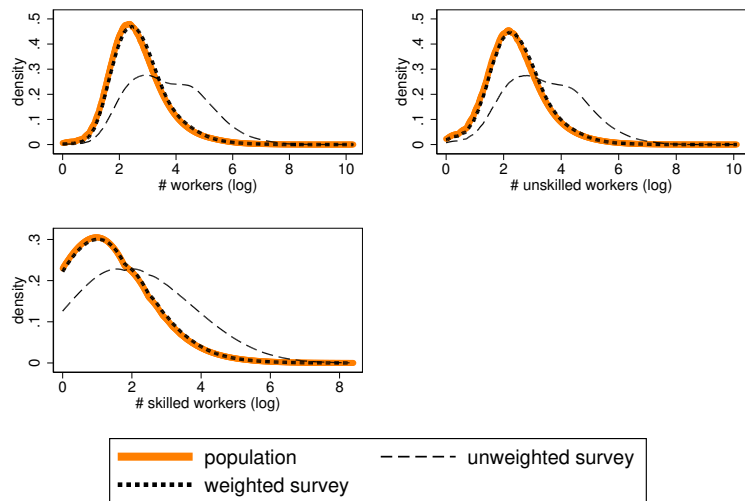 .5
.4
.3
.2
.1
0
density
0 2 4 6 8 10
# workers (log)
.5
.4
.3
.2
.1
0
density
0 2 4 6 8 10
# unskilled workers (log)
.3
.2
.1
0
density
0 2 4 6 8
# skilled workers (log)
population
unweighted survey
weighted survey